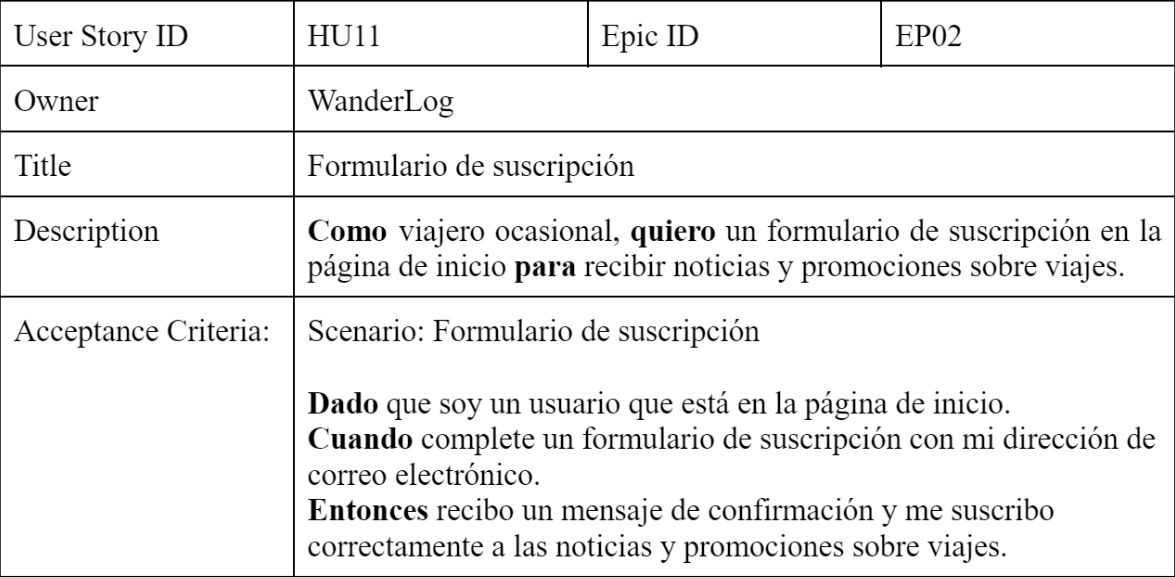 User Story ID HU11 Epic ID EP02
Owner WanderLog
Title Formulario de suscripción
Description Como viajero ocasional, quiero un formulario de suscripción en la
página de inicio para recibir noticias y promociones sobre viajes.
Acceptance Criteria: Scenario: Formulario de suscripción
Dado que soy un usuario que está en la página de inicio.
Cuando complete un formulario de suscripción con mi dirección de
correo electrónico.
Entonces recibo un mensaje de confirmación y me suscribo
correctamente a las noticias y promociones sobre viajes.